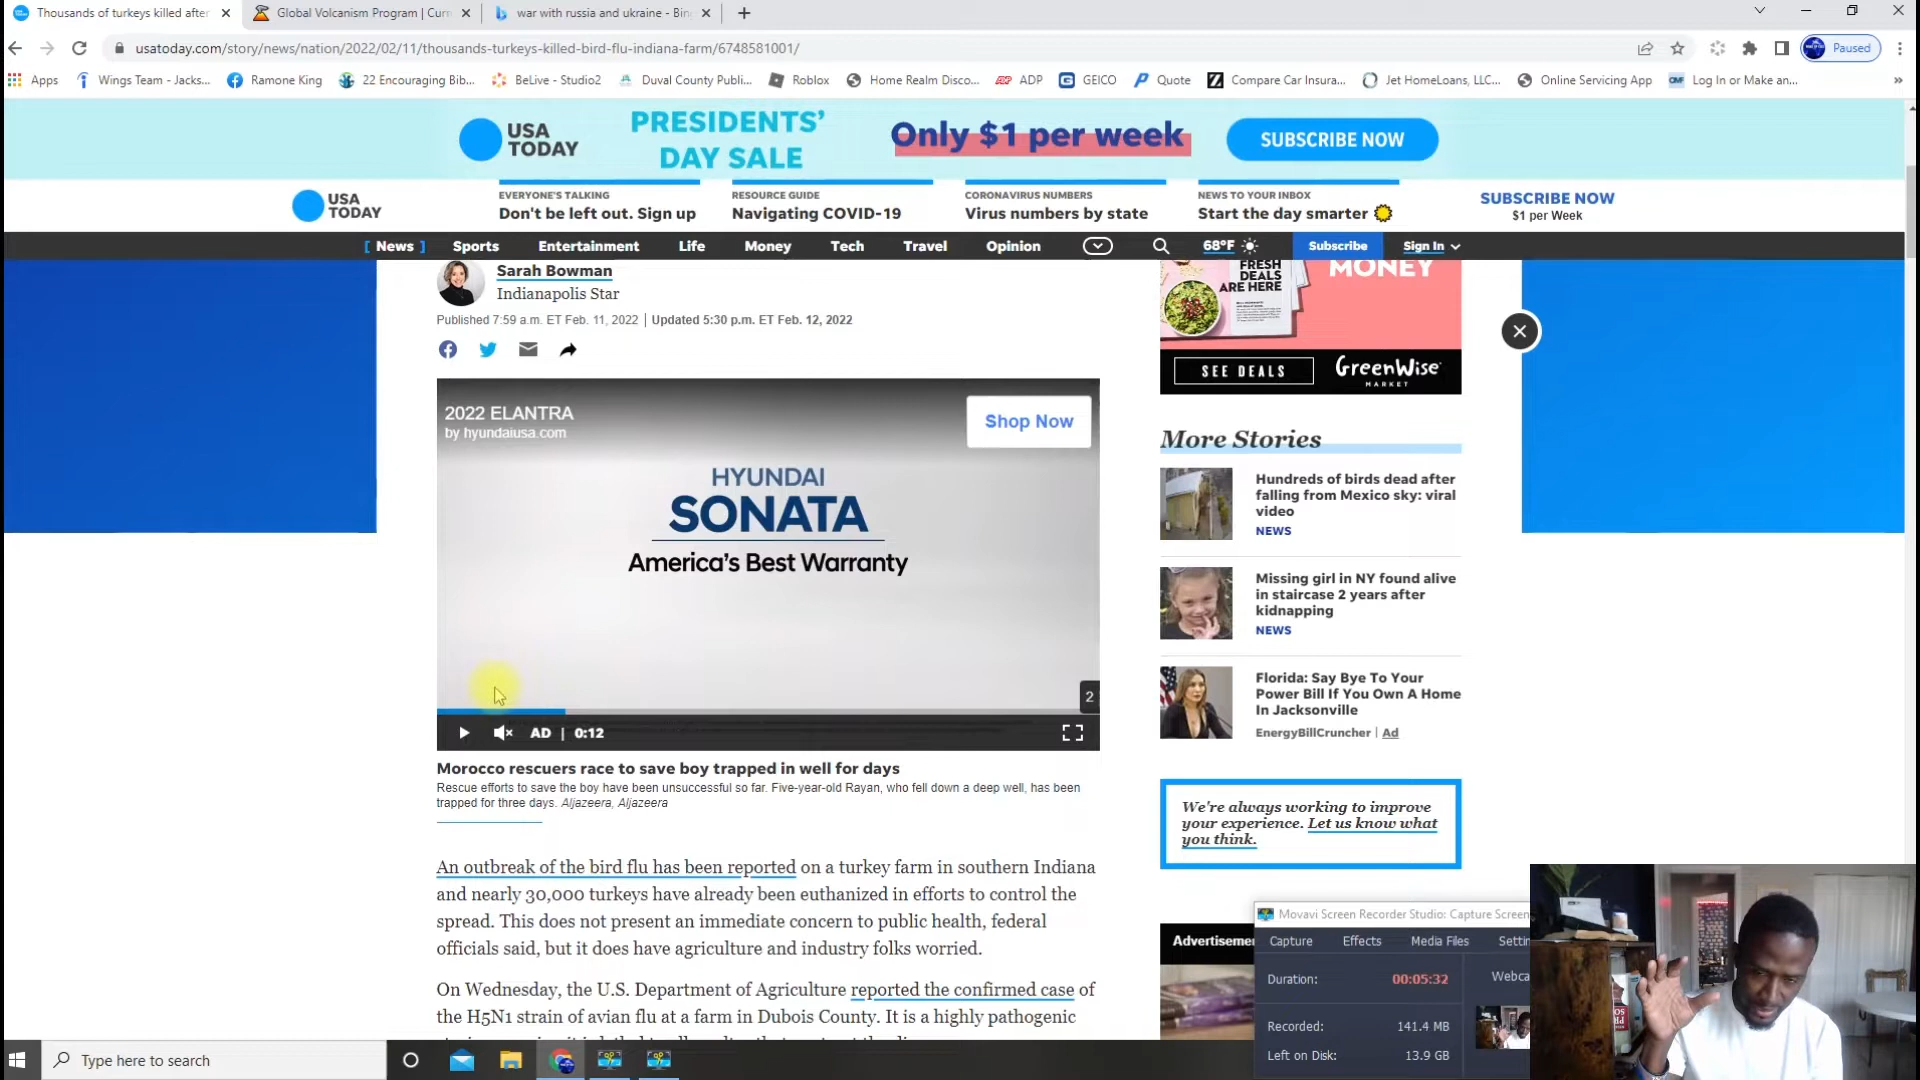 Thousands of turkeys killed after
Global Volcanism Program | Curr
war with russia and ukraine - Bin
usatoday.com/story/news/nation/2022/02/11/thousands-turkeys-killed-bird-flu-indiana-farm/6748581001/
Paused
Apps
Wings Team - Jacks...
Ramone King
22 Encouraging Bib...
BeLive - Studio2
Duval County Publi...
Roblox
Home Realm Disco...
ADP
GEICO
Quote
Compare Car Insura...
Jet HomeLoans, LLC...
Online Servicing App
Log In or Make an...
»
USA
TODAY
PRESIDENTS'
DAY SALE
Only $1 per week
SUBSCRIBE NOW
USA
TODAY
EVERYONE'S TALKING
Don't be left out. Sign up
RESOURCE GUIDE
Navigating COVID-19
CORONAVIRUS NUMBERS
Virus numbers by state
NEWS TO YOUR INBOX
Start the day smarter
SUBSCRIBE NOW
$1 per Week
[ News ]
Sports
Entertainment
Life
Money
Tech
Travel
Opinion
68°F
Subscribe
Sign In
Sarah Bowman
Indianapolis Star
Published 7:59 a.m. ET Feb. 11, 2022 | Updated 5:30 p.m. ET Feb. 12, 2022
2022 ELANTRA
by hyundaiusa.com
Shop Now
HYUNDAI
SONATA
America's Best Warranty
2
AD | 0:12
Morocco rescuers race to save boy trapped in well for days
Rescue efforts to save the boy have been unsuccessful so far. Five-year-old Rayan, who fell down a deep well, has been
trapped for three days. Aljazeera, Aljazeera
An outbreak of the bird flu has been reported on a turkey farm in southern Indiana
and nearly 30,000 turkeys have already been euthanized in efforts to control the
spread. This does not present an immediate concern to public health, federal
officials said, but it does have agriculture and industry folks worried.
On Wednesday, the U.S. Department of Agriculture reported the confirmed case of
the H5N1 strain of avian flu at a farm in Dubois County. It is a highly pathogenic
FRESH
DEALS
ARE HERE
MONEY
SEE DEALS
GREENWISE
MARKET
More Stories
Hundreds of birds dead after
falling from Mexico sky: viral
video
NEWS
Missing girl in NY found alive
in staircase 2 years after
kidnapping
NEWS
Florida: Say Bye To Your
Power Bill If You Own A Home
In Jacksonville
EnergyBillCruncher | Ad
We're always working to improve
your experience. Let us know what
you think.
Advertisemen
Movavi Screen Recorder Studio: Capture Screen
Capture
Effects
Media Files
Settin
Duration:
00:05:32
Webca
Recorded:
141.4 MB
Left on Disk:
13.9 GB
Type here to search